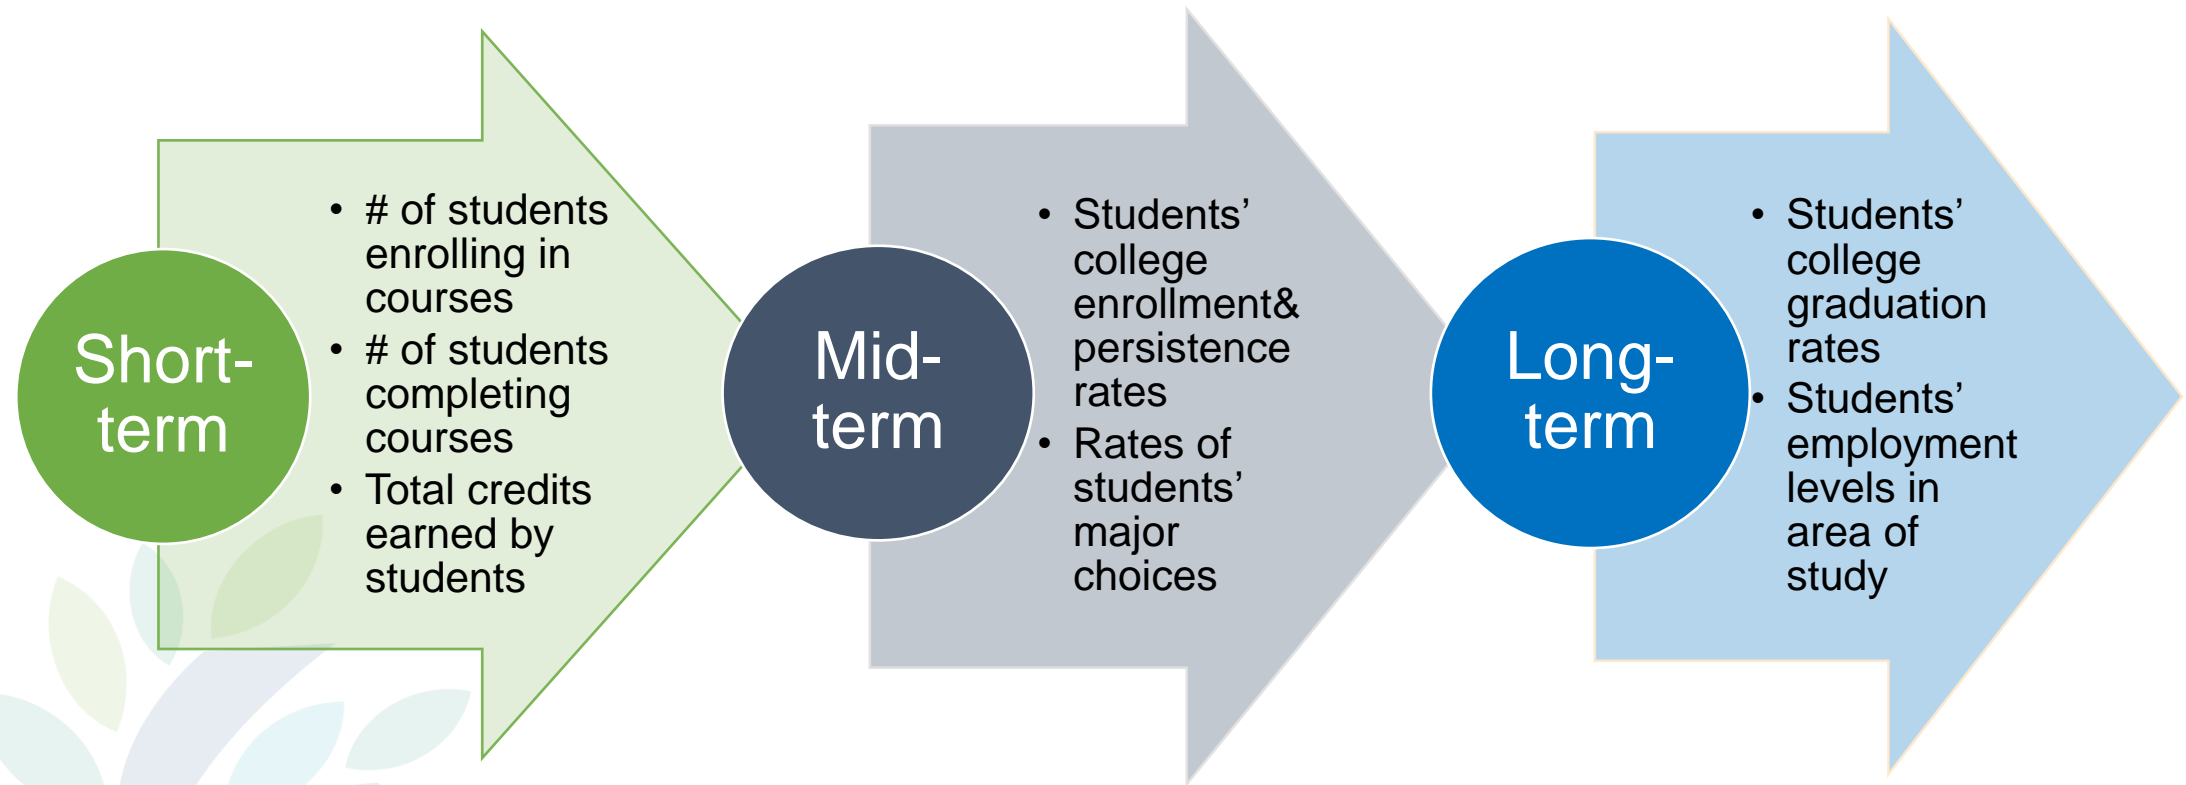 Short-
term
• # of students
enrolling in
courses
• # of students
completing
courses
• Total credits
earned by
students
Mid-
term
• Students’
college
enrollment&
persistence
rates
• Rates of
students’
major
choices
Long-
term
• Students’
college
graduation
rates
• Students’
employment
levels in
area of
study